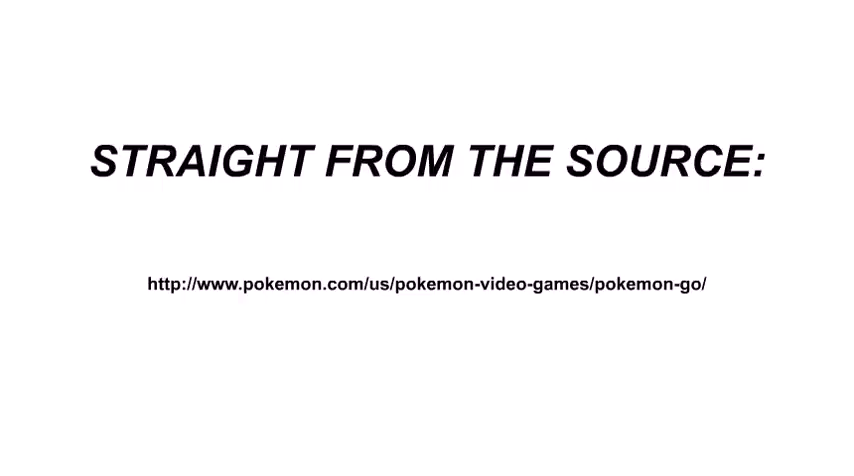 STRAIGHT FROM THE SOURCE:
http://www.pokemon.com/us/pokemon-video-games/pokemon-go/